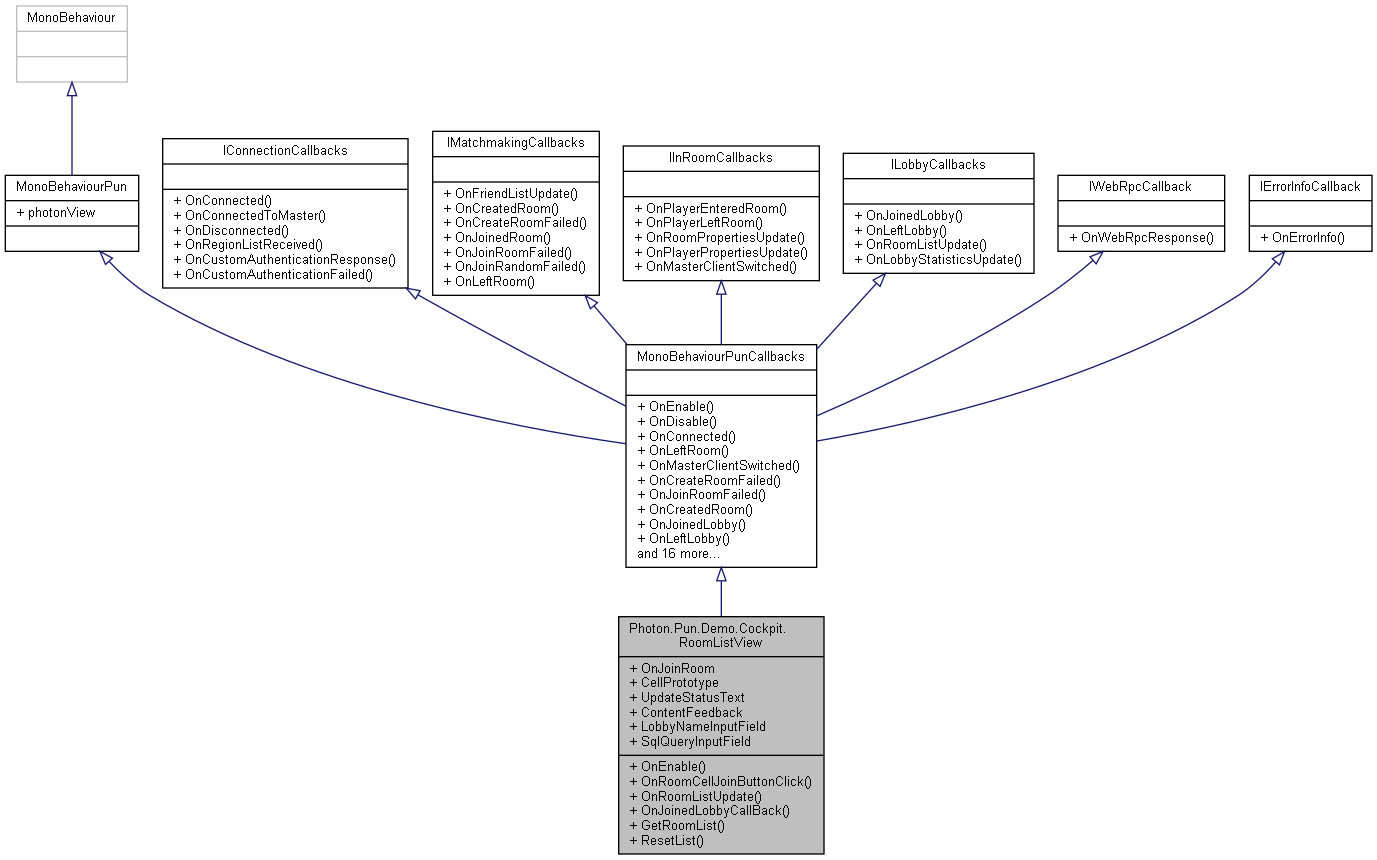 MonoBehaviour
MonoBehaviourPun
+ photonView
IConnectionCallbacks
+ OnConnected()
+ OnConnectedToMaster()
+ OnDisconnected()
+ OnRegionListReceived()
+ OnCustomAuthenticationResponse()
+ OnCustomAuthenticationFailed()
IMatchmakingCallbacks
+ OnFriendListUpdate()
+ OnCreatedRoom()
+ OnCreateRoomFailed()
+ OnJoinedRoom()
+ OnJoinRoomFailed()
+ OnJoinRandomFailed()
+ OnLeftRoom()
IInRoomCallbacks
+ OnPlayerEnteredRoom()
+ OnPlayerLeftRoom()
+ OnRoomPropertiesUpdate()
+ OnPlayerPropertiesUpdate()
+ OnMasterClientSwitched()
ILobbyCallbacks
+ OnJoinedLobby()
+ OnLeftLobby()
+ OnRoomListUpdate()
+ OnLobbyStatisticsUpdate()
IWebRpcCallback
+ OnWebRpcResponse()
IErrorInfoCallback
+ OnErrorInfo()
MonoBehaviourPunCallbacks
+ OnEnable()
+ OnDisable()
+ OnConnected()
+ OnLeftRoom()
+ OnMasterClientSwitched()
+ OnCreateRoomFailed()
+ OnJoinRoomFailed()
+ OnCreatedRoom()
+ OnJoinedLobby()
+ OnLeftLobby()
and 16 more...
Photon.Pun.Demo.Cockpit.
RoomListView
+ OnJoinRoom
+ CellPrototype
+ UpdateStatusText
+ ContentFeedback
+ LobbyNameInputField
+ SqlQueryInputField
+ OnEnable()
+ OnRoomCellJoinButtonClick()
+ OnRoomListUpdate()
+ OnJoinedLobbyCallBack()
+ GetRoomList()
+ ResetList()